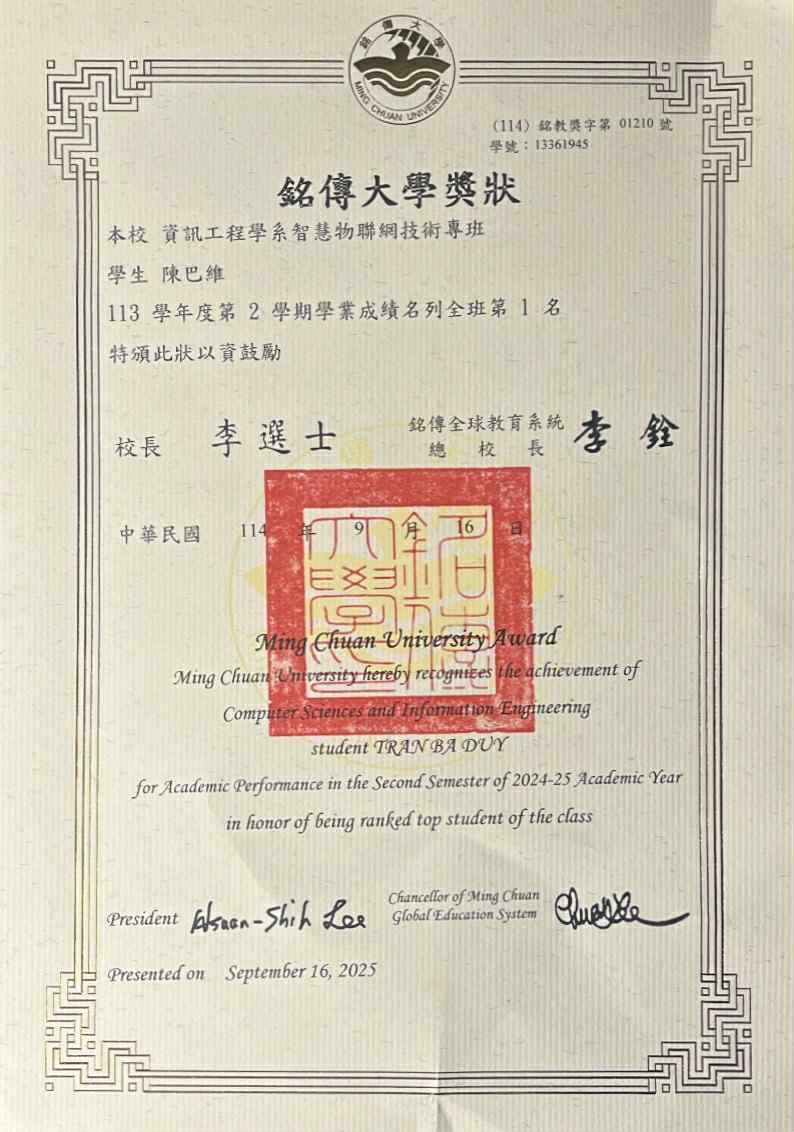 銘傳大學
MING CHUAN UNIVERSITY
（114）銘教獎字第 01210 號
學號：13361945
銘傳大學獎狀
本校 資訊工程學系智慧物聯網技術專班
學生 陳巴維
113 學年度第 2 學期學業成績名列全班第 1 名
特頒此狀以資鼓勵
校長 李選士
銘傳全球教育系統
總校長 李銓
中華民國 114 年 9 月 16 日
銘傳大學
Ming Chuan University Award
Ming Chuan University hereby recognizes the achievement of
Computer Sciences and Information Engineering
student TRAN BA DUY
for Academic Performance in the Second Semester of 2024-25 Academic Year
in honor of being ranked top student of the class
President Hsuan-Shih Lee
Chancellor of Ming Chuan
Global Education System
Presented on September 16, 2025